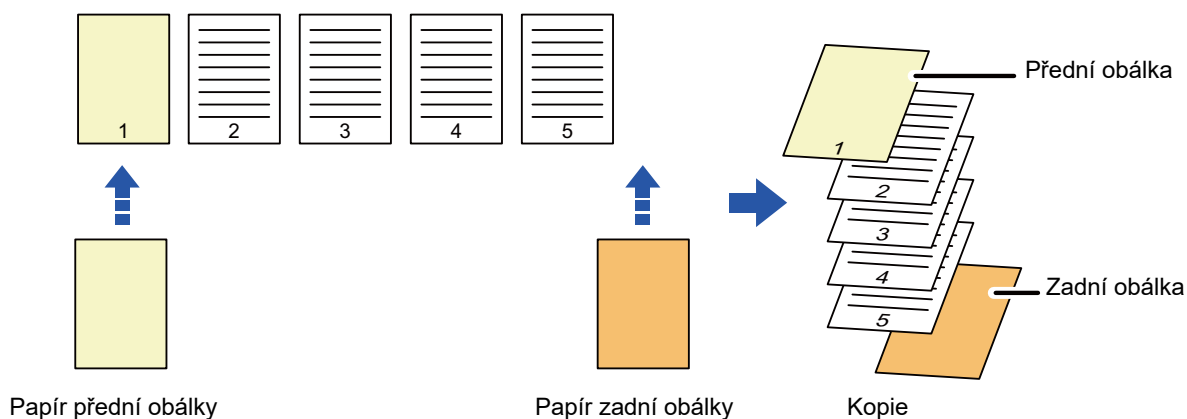 1 2 3 4 5
Přední obálka
1
2
3
4
Zadní obálka
5
Papír přední obálky Papír zadní obálky Kopie